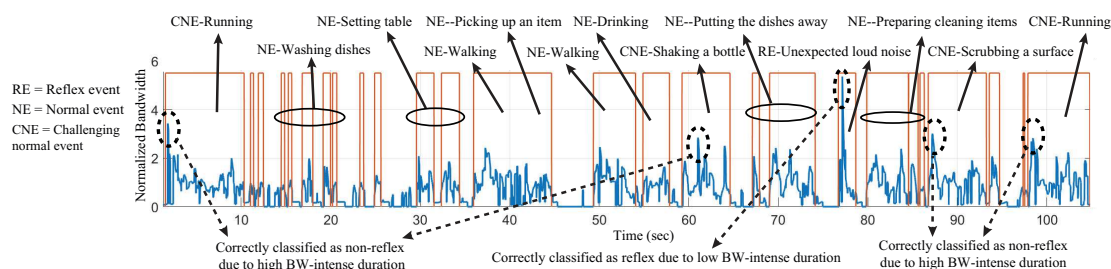 CNE-Running
NE-Setting table
NE--Picking up an item
NE-Drinking
NE--Putting the dishes away
NE--Preparing cleaning items
CNE-Running
NE-Washing dishes
NE-Walking
NE-Walking
CNE-Shaking a bottle
RE-Unexpected loud noise
CNE-Scrubbing a surface
RE = Reflex event
NE = Normal event
CNE = Challenging
normal event
Normalized Bandwidth
6
4
2
0
10
20
30
40
50
60
70
80
90
100
Time (sec)
Correctly classified as non-reflex
due to high BW-intense duration
Correctly classified as reflex due to low BW-intense duration
Correctly classified as non-reflex
due to high BW-intense duration